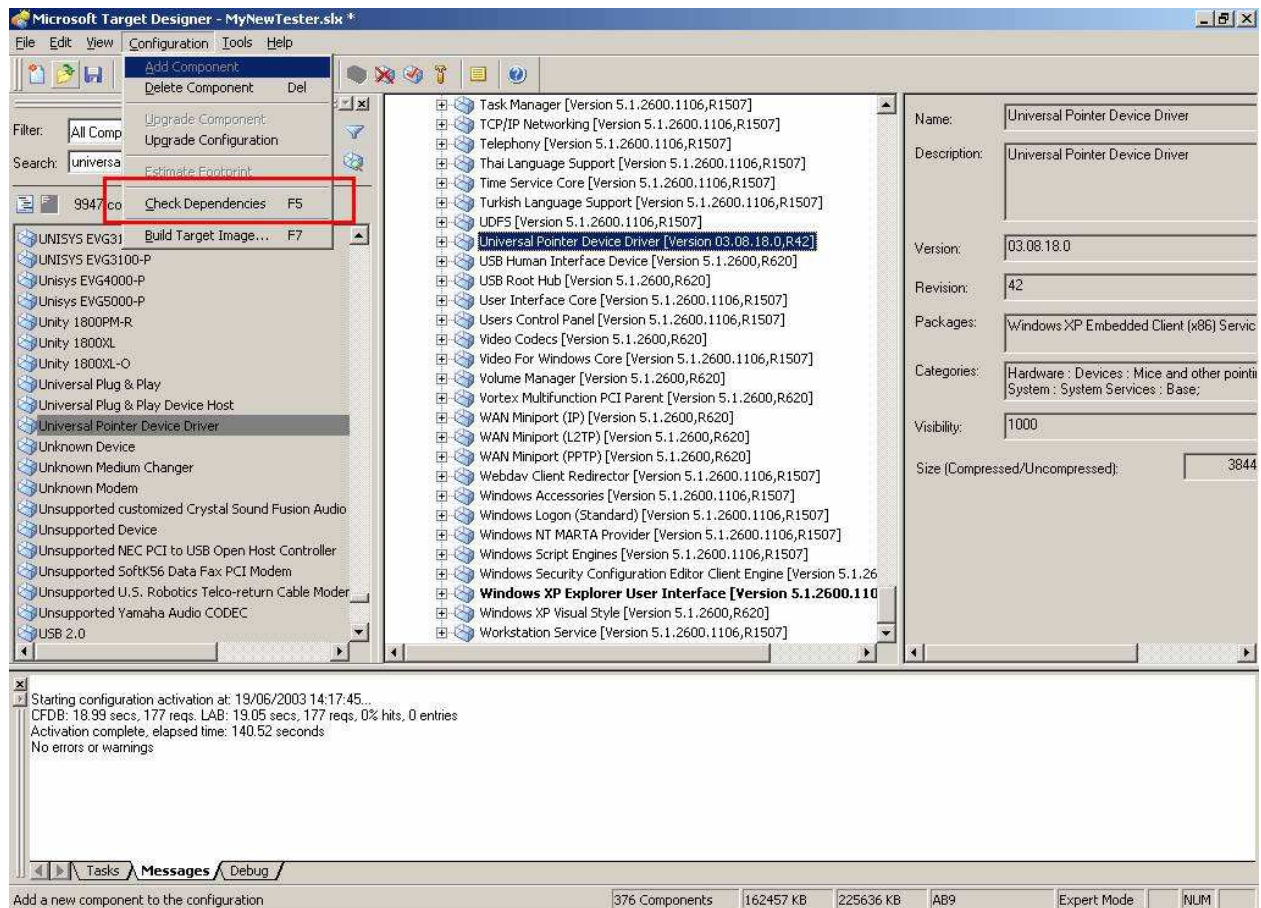 Microsoft Target Designer - MyNewTester.slx *
File Edit View Configuration Tools Help
Add Component
Delete Component Del
Upgrade Component
Upgrade Configuration
Estimate Footprint
Check Dependencies F5
Build Target Image... F7
Filter: All Comp
Search: universa
9947 co
UNISYS EVG31
UNISYS EVG3100-P
Unisys EVG4000-P
Unisys EVG5000-P
Unity 1800PM-R
Unity 1800XL
Unity 1800XL-O
Universal Plug & Play
Universal Plug & Play Device Host
Universal Pointer Device Driver
Unknown Device
Unknown Medium Changer
Unknown Modem
Unsupported customized Crystal Sound Fusion Audio
Unsupported Device
Unsupported NEC PCI to USB Open Host Controller
Unsupported SoftK56 Data Fax PCI Modem
Unsupported U.S. Robotics Telco-return Cable Moder
Unsupported Yamaha Audio CODEC
USB 2.0
Task Manager [Version 5.1.2600.1106,R1507]
TCP/IP Networking [Version 5.1.2600.1106,R1507]
Telephony [Version 5.1.2600.1106,R1507]
Thai Language Support [Version 5.1.2600.1106,R1507]
Time Service Core [Version 5.1.2600.1106,R1507]
Turkish Language Support [Version 5.1.2600.1106,R1507]
UDFS [Version 5.1.2600.1106,R1507]
Universal Pointer Device Driver [Version 03.08.18.0,R42]
USB Human Interface Device [Version 5.1.2600,R620]
USB Root Hub [Version 5.1.2600,R620]
User Interface Core [Version 5.1.2600.1106,R1507]
Users Control Panel [Version 5.1.2600.1106,R1507]
Video Codecs [Version 5.1.2600,R620]
Video For Windows Core [Version 5.1.2600.1106,R1507]
Volume Manager [Version 5.1.2600,R620]
Vortex Multifunction PCI Parent [Version 5.1.2600,R620]
WAN Miniport (IP) [Version 5.1.2600,R620]
WAN Miniport (L2TP) [Version 5.1.2600,R620]
WAN Miniport (PPTP) [Version 5.1.2600,R620]
Webdav Client Redirector [Version 5.1.2600.1106,R1507]
Windows Accessories [Version 5.1.2600.1106,R1507]
Windows Logon (Standard) [Version 5.1.2600.1106,R1507]
Windows NT MARTA Provider [Version 5.1.2600.1106,R1507]
Windows Script Engines [Version 5.1.2600.1106,R1507]
Windows Security Configuration Editor Client Engine [Version 5.1.26
Windows XP Explorer User Interface [Version 5.1.2600.110
Windows XP Visual Style [Version 5.1.2600,R620]
Workstation Service [Version 5.1.2600.1106,R1507]
Name: Universal Pointer Device Driver
Description: Universal Pointer Device Driver
Version: 03.08.18.0
Revision: 42
Packages: Windows XP Embedded Client (x86) Servic
Categories: Hardware : Devices : Mice and other pointi
System : System Services : Base;
Visibility: 1000
Size (Compressed/Uncompressed): 3844
Starting configuration activation at: 19/06/2003 14:17:45...
CFDB: 18.99 secs, 177 reqs. LAB: 19.05 secs, 177 reqs, 0% hits, 0 entries
Activation complete, elapsed time: 140.52 seconds
No errors or warnings
Tasks Messages Debug
Add a new component to the configuration 376 Components 162457 KB 225636 KB AB9 Expert Mode NUM